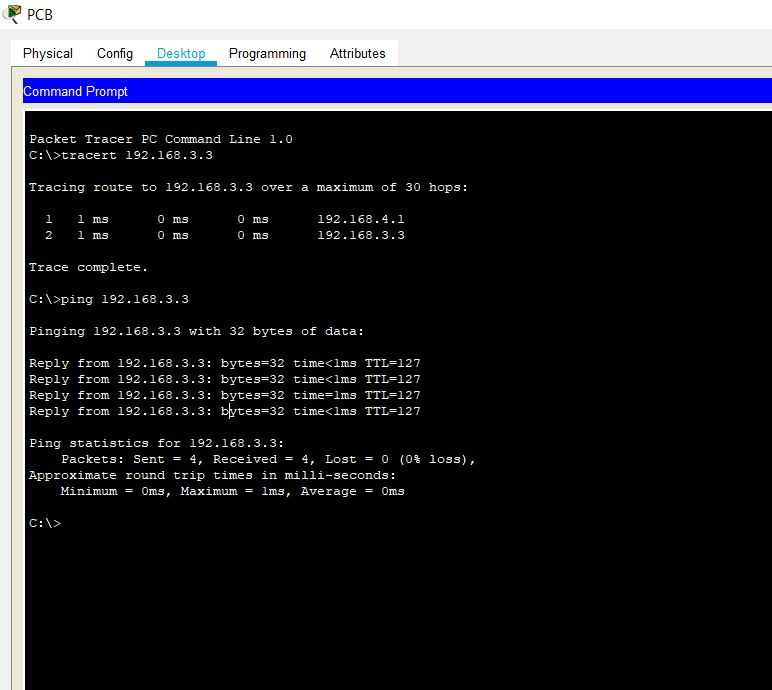 PCB
Physical Config Desktop Programming Attributes
Command Prompt
Packet Tracer PC Command Line 1.0
C:\>tracert 192.168.3.3
Tracing route to 192.168.3.3 over a maximum of 30 hops:
1 1 ms 0 ms 0 ms 192.168.4.1
2 1 ms 0 ms 0 ms 192.168.3.3
Trace complete.
C:\>ping 192.168.3.3
Pinging 192.168.3.3 with 32 bytes of data:
Reply from 192.168.3.3: bytes=32 time<1ms TTL=127
Reply from 192.168.3.3: bytes=32 time<1ms TTL=127
Reply from 192.168.3.3: bytes=32 time=1ms TTL=127
Reply from 192.168.3.3: bytes=32 time<1ms TTL=127
Ping statistics for 192.168.3.3:
Packets: Sent = 4, Received = 4, Lost = 0 (0% loss),
Approximate round trip times in milli-seconds:
Minimum = 0ms, Maximum = 1ms, Average = 0ms
C:\>